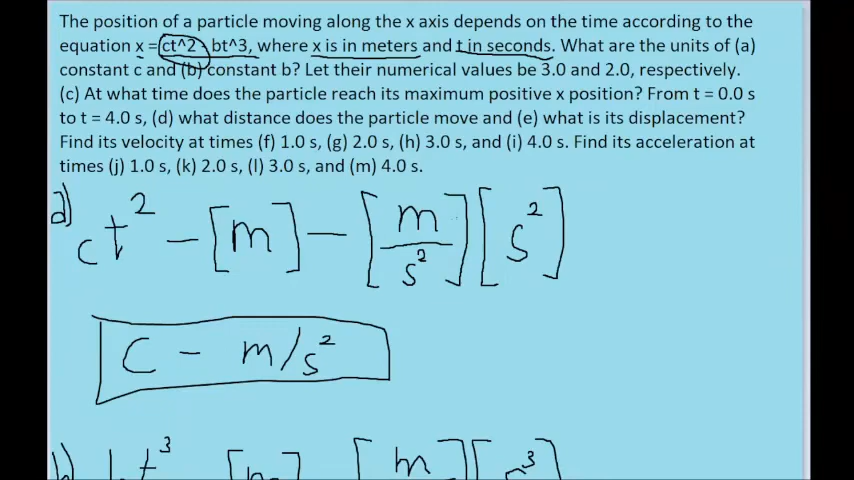 The position of a particle moving along the x axis depends on the time according to the
equation x = ct^2 - bt^3, where x is in meters and t in seconds. What are the units of (a)
constant c and (b) constant b? Let their numerical values be 3.0 and 2.0, respectively.
(c) At what time does the particle reach its maximum positive x position? From t = 0.0 s
to t = 4.0 s, (d) what distance does the particle move and (e) what is its displacement?
Find its velocity at times (f) 1.0 s, (g) 2.0 s, (h) 3.0 s, and (i) 4.0 s. Find its acceleration at
times (j) 1.0 s, (k) 2.0 s, (l) 3.0 s, and (m) 4.0 s.
a) ct^2 - [m] - [m/s^2][s^2]
C - m/s^2
b) bt^3 [m] [m ][s^3]